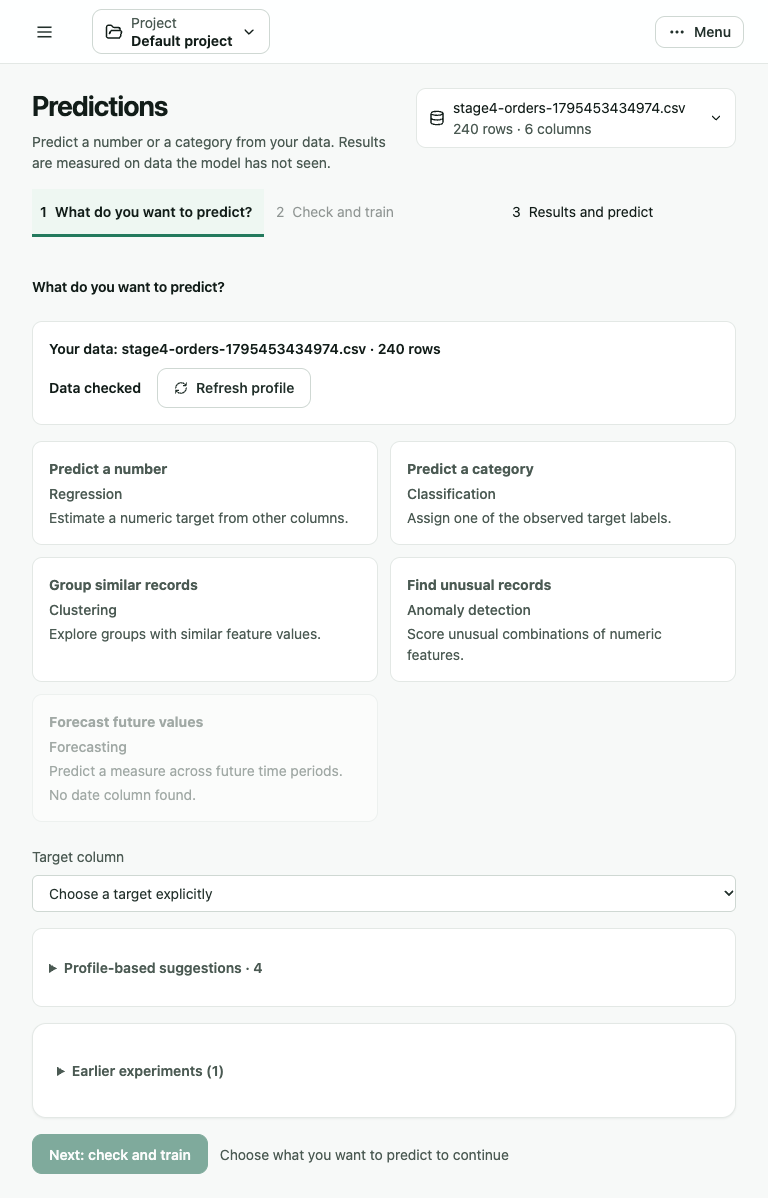 Project
Default project
Menu
Predictions
Predict a number or a category from your data. Results
are measured on data the model has not seen.
stage4-orders-1795453434974.csv
240 rows · 6 columns
1 What do you want to predict?
2 Check and train
3 Results and predict
What do you want to predict?
Your data: stage4-orders-1795453434974.csv · 240 rows
Data checked
Refresh profile
Predict a number
Regression
Estimate a numeric target from other columns.
Predict a category
Classification
Assign one of the observed target labels.
Group similar records
Clustering
Explore groups with similar feature values.
Find unusual records
Anomaly detection
Score unusual combinations of numeric
features.
Forecast future values
Forecasting
Predict a measure across future time periods.
No date column found.
Target column
Choose a target explicitly
Profile-based suggestions · 4
Earlier experiments (1)
Next: check and train
Choose what you want to predict to continue